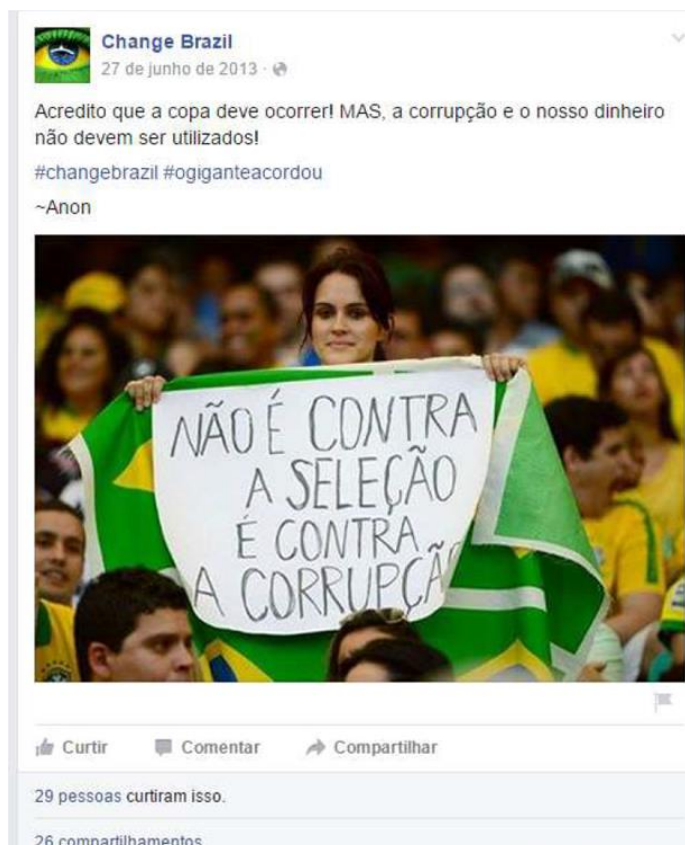 Change Brazil
27 de junho de 2013 ·
Acredito que a copa deve ocorrer! MAS, a corrupção e o nosso dinheiro
não devem ser utilizados!
#changebrazil #ogiganteacordou
~Anon
NÃO É CONTRA
A SELEÇÃO
É CONTRA
A CORRUPÇÃO
Curtir Comentar Compartilhar
29 pessoas curtiram isso.
26 compartilhamentos